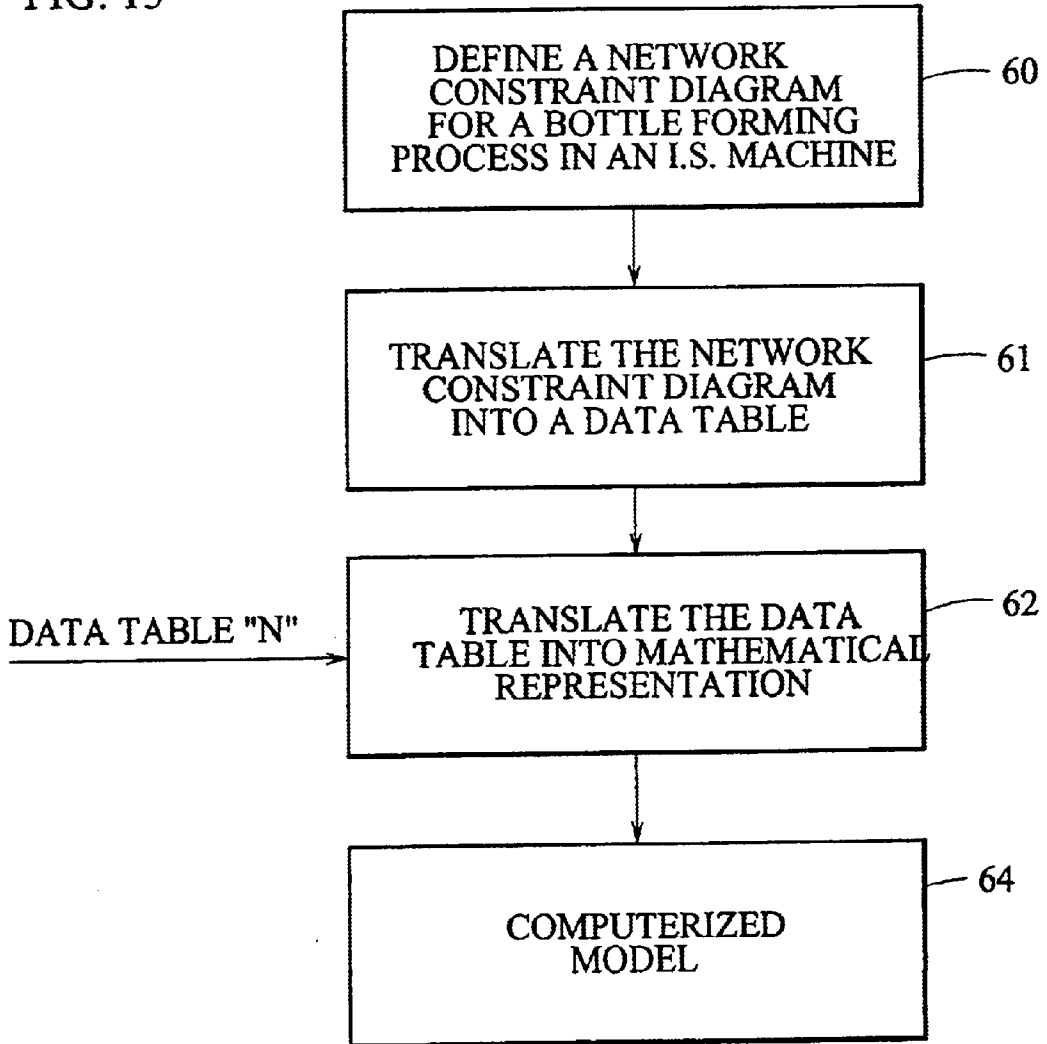 FIG. 15
DEFINE A NETWORK
CONSTRAINT DIAGRAM
FOR A BOTTLE FORMING
PROCESS IN AN I.S. MACHINE
60
TRANSLATE THE NETWORK
CONSTRAINT DIAGRAM
INTO A DATA TABLE
61
DATA TABLE "N"
TRANSLATE THE DATA
TABLE INTO MATHEMATICAL
REPRESENTATION
62
COMPUTERIZED
MODEL
64